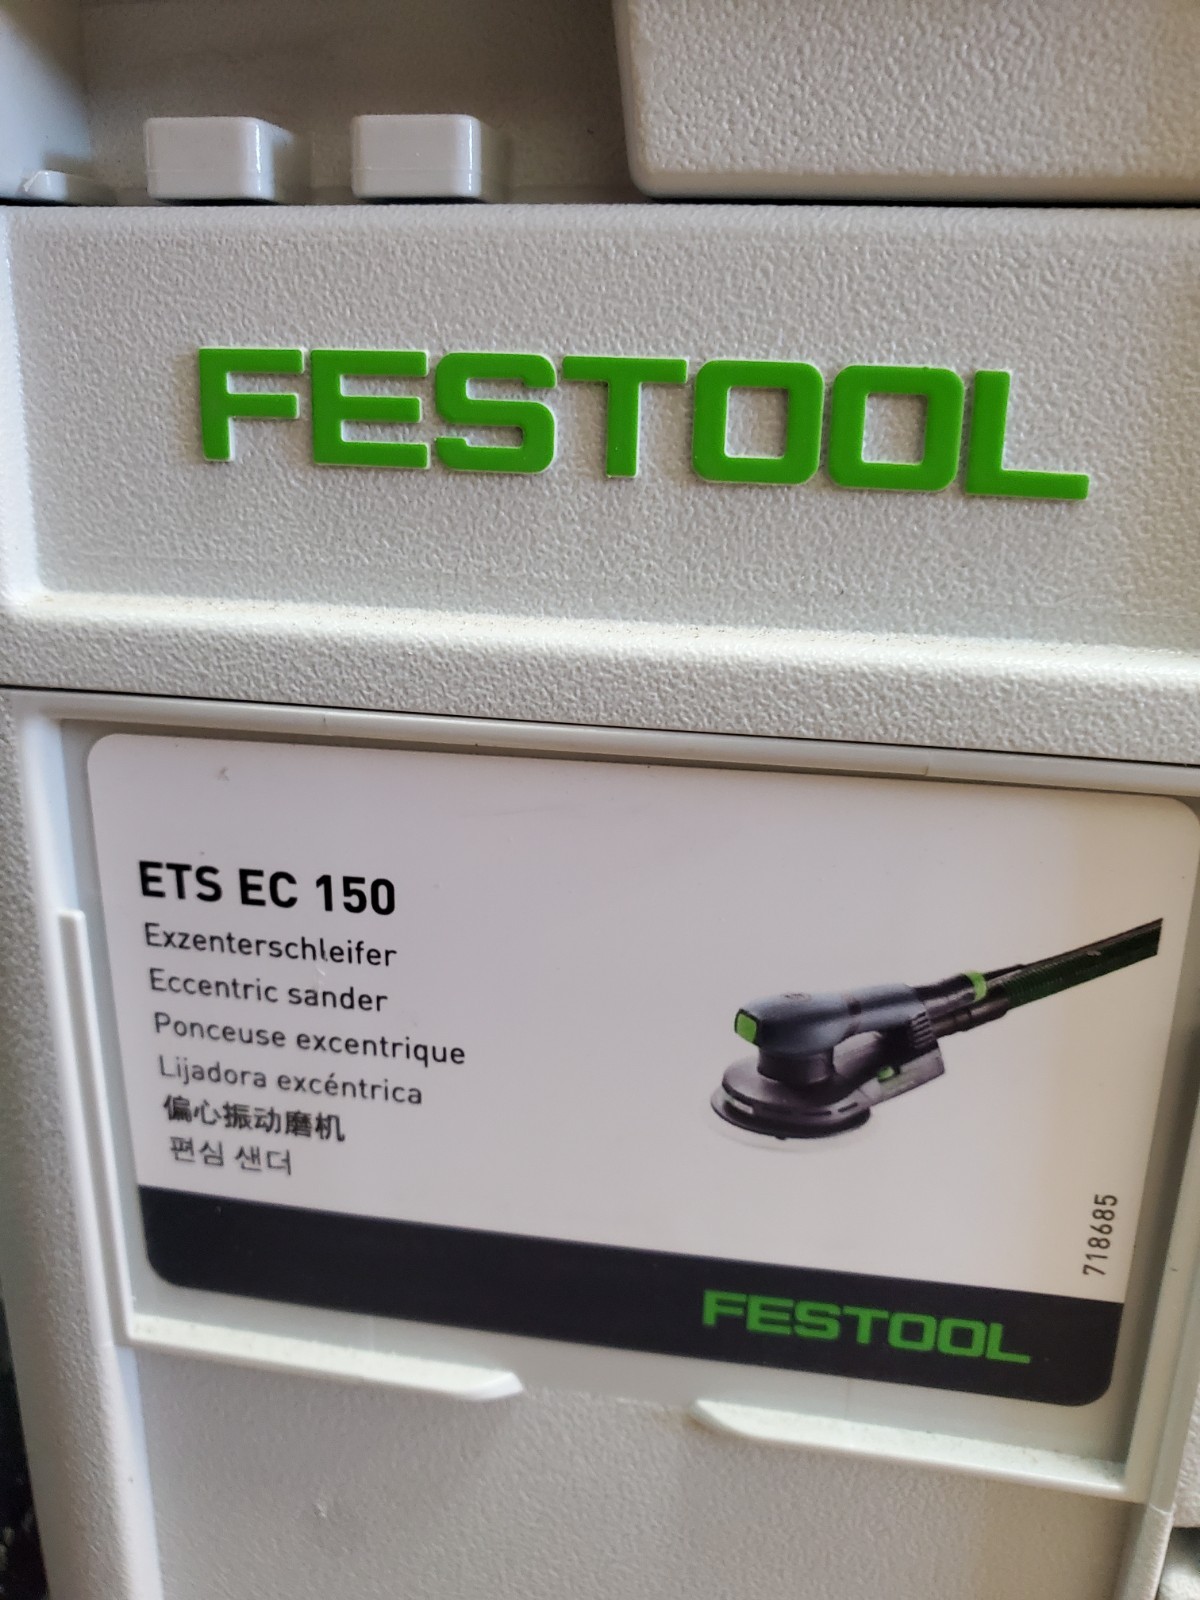 FESTOOL
ETS EC 150
Exzenterschleifer
Eccentric sander
Ponceuse excentrique
Lijadora excéntrica
偏心振动磨机
편심 샌더
718685
FESTOOL